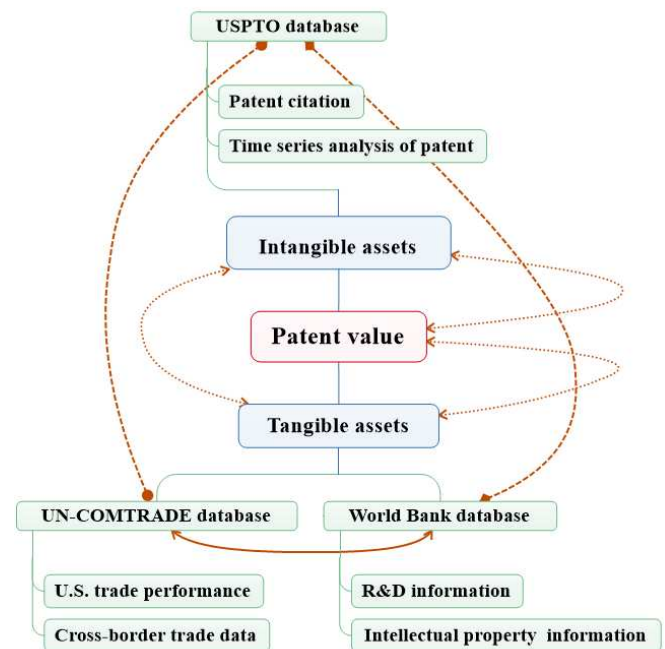 USPTO database
Patent citation
Time series analysis of patent
Intangible assets
Patent value
Tangible assets
UN-COMTRADE database
World Bank database
U.S. trade performance
R&D information
Cross-border trade data
Intellectual property information